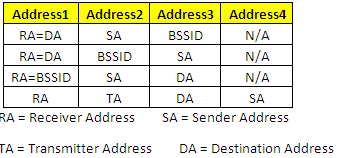 Address1 Address2 Address3 Address4
RA=DA SA BSSID N/A
RA=DA BSSID SA N/A
RA=BSSID SA DA N/A
RA TA DA SA
RA = Receiver Address SA = Sender Address
TA = Transmitter Address DA = Destination Address